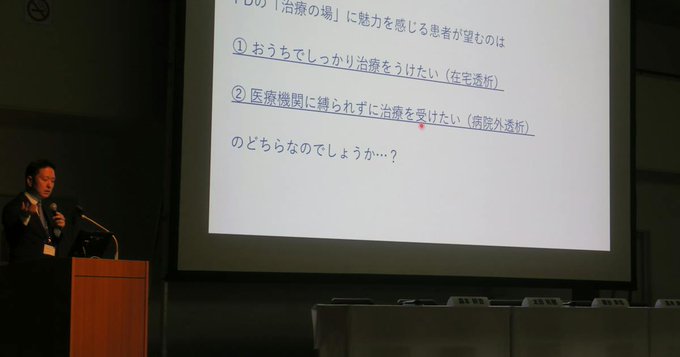 PDの「治療の場」に魅力を感じる患者が望むのは
① おうちでしっかり治療をうけたい（在宅透析）
② 医療機関に縛られずに治療を受けたい（病院外透析）
のどちらなのでしょうか…？